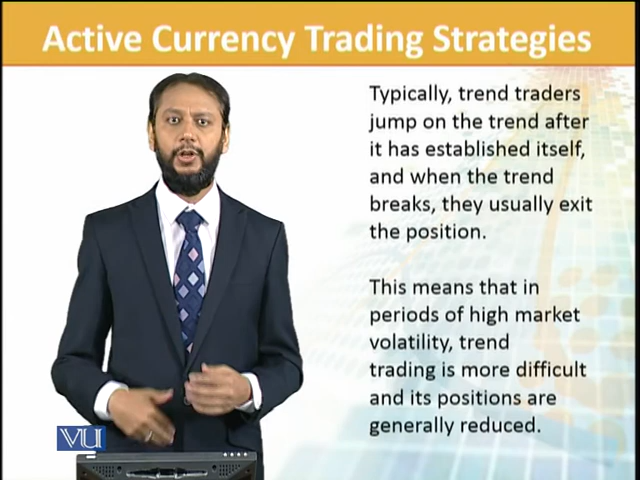 Active Currency Trading Strategies
Typically, trend traders
jump on the trend after
it has established itself,
and when the trend
breaks, they usually exit
the position.
This means that in
periods of high market
volatility, trend
trading is more difficult
and its positions are
generally reduced.
VU